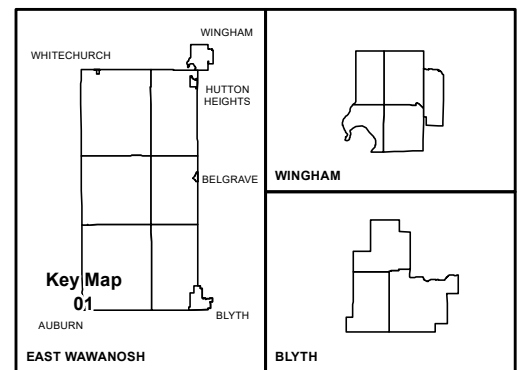 WINGHAM
WHITECHURCH
HUTTON
HEIGHTS
BELGRAVE
Key Map
01
AUBURN
BLYTH
EAST WAWANOSH
WINGHAM
BLYTH